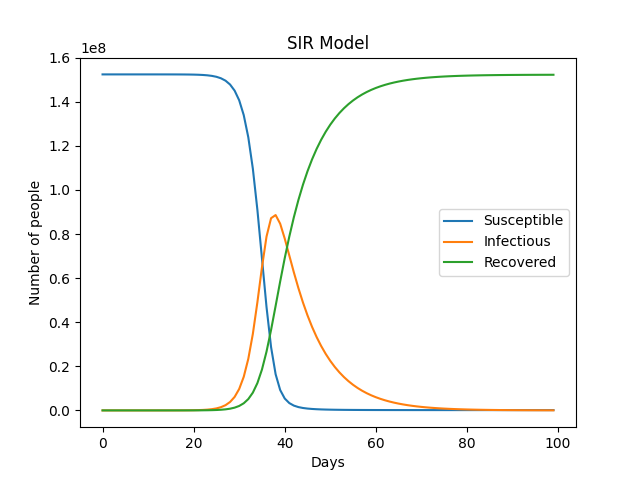 SIR Model
1e8
1.6
1.4
1.2
1.0
0.8
0.6
0.4
0.2
0.0
Number of people
Susceptible
Infectious
Recovered
0 20 40 60 80 100
Days